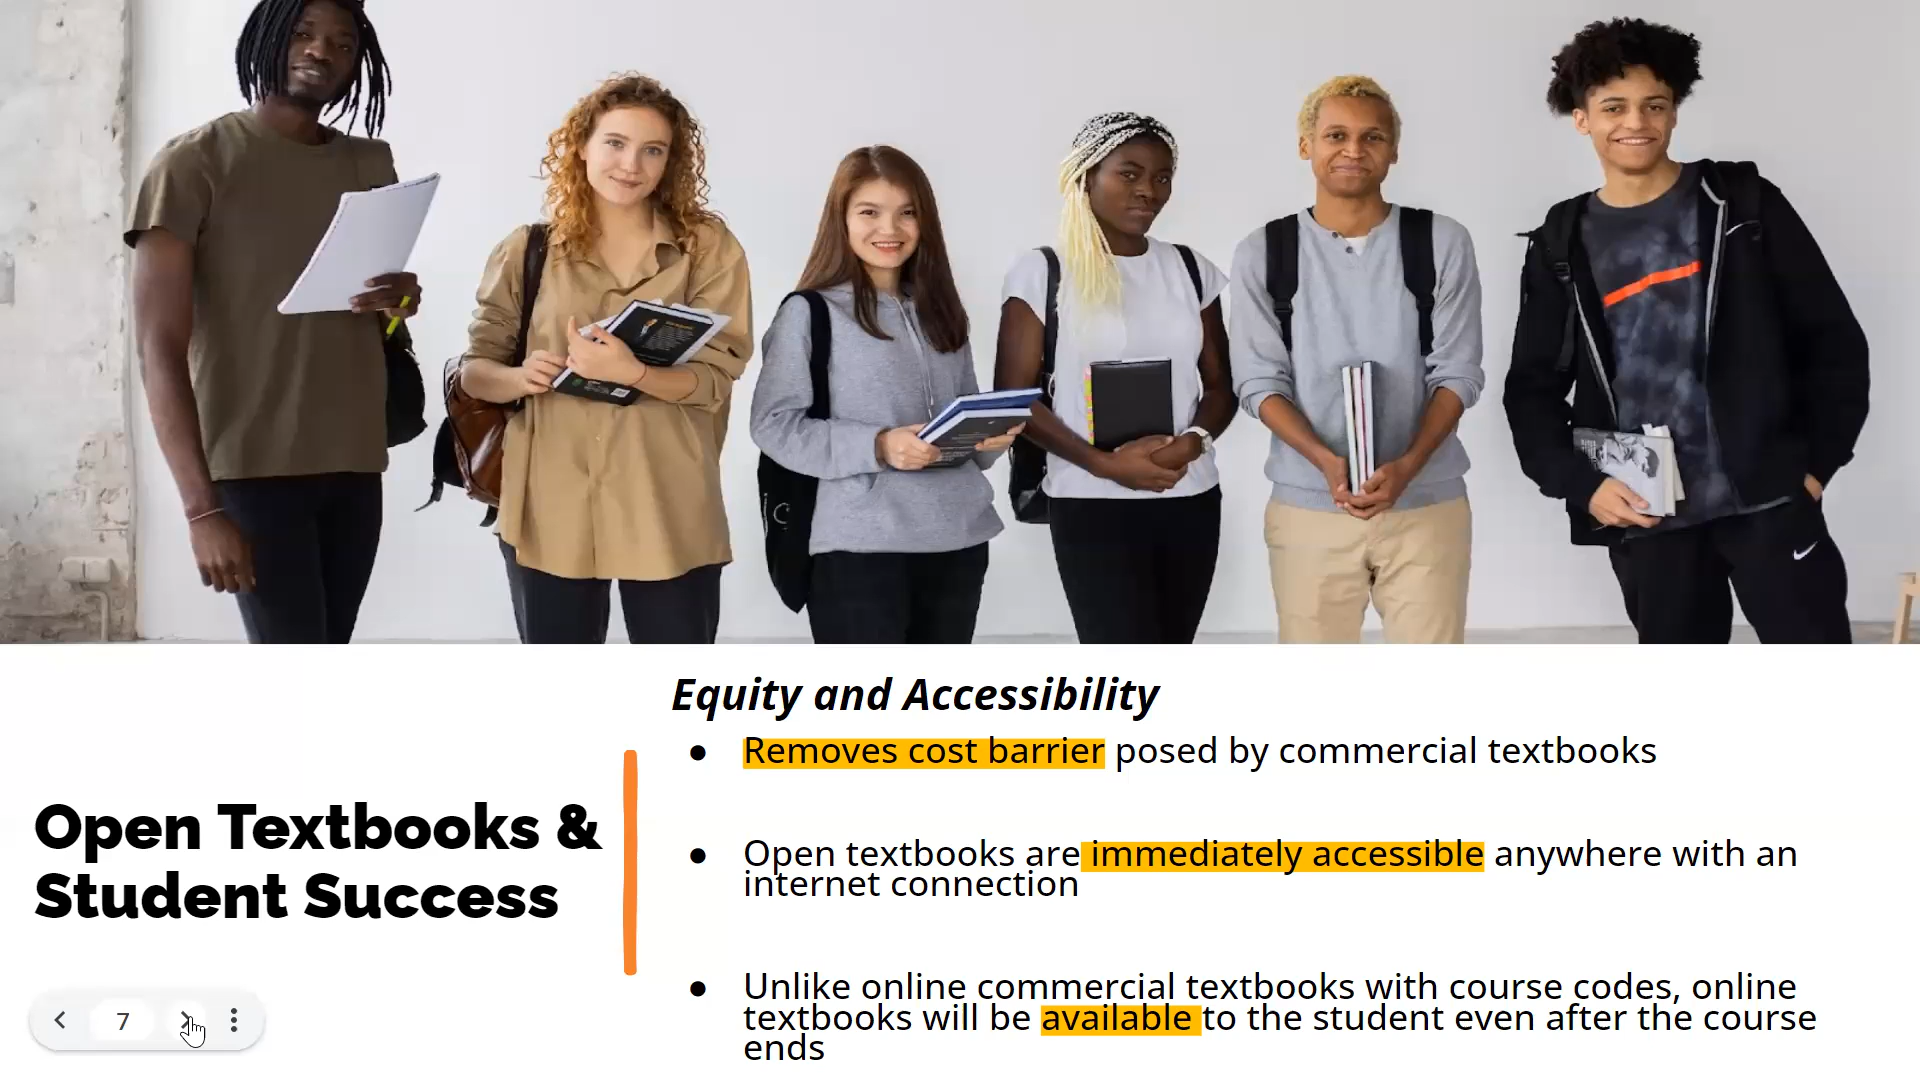 Equity and Accessibility
● Removes cost barrier posed by commercial textbooks
● Open textbooks are immediately accessible anywhere with an
internet connection
● Unlike online commercial textbooks with course codes, online
textbooks will be available to the student even after the course
ends
Open Textbooks &
Student Success
7